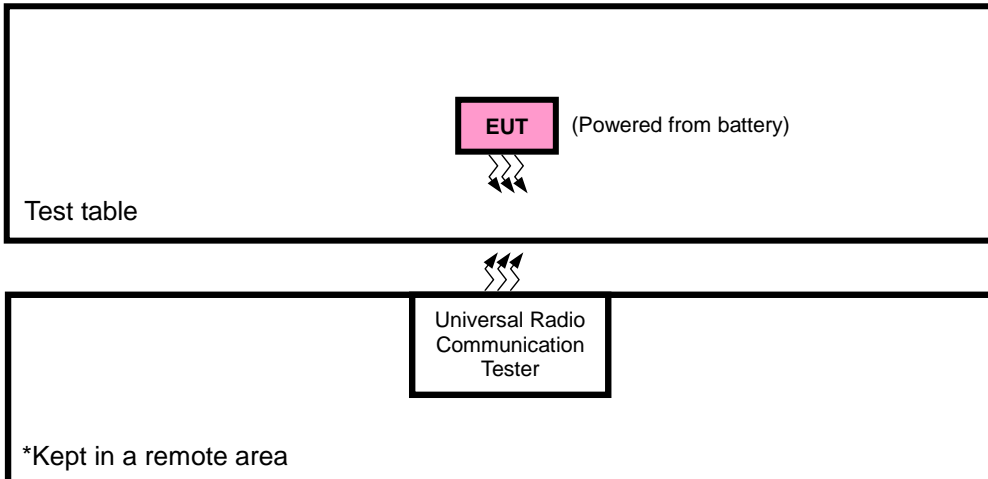 EUT
(Powered from battery)
Test table
Universal Radio
Communication
Tester
*Kept in a remote area